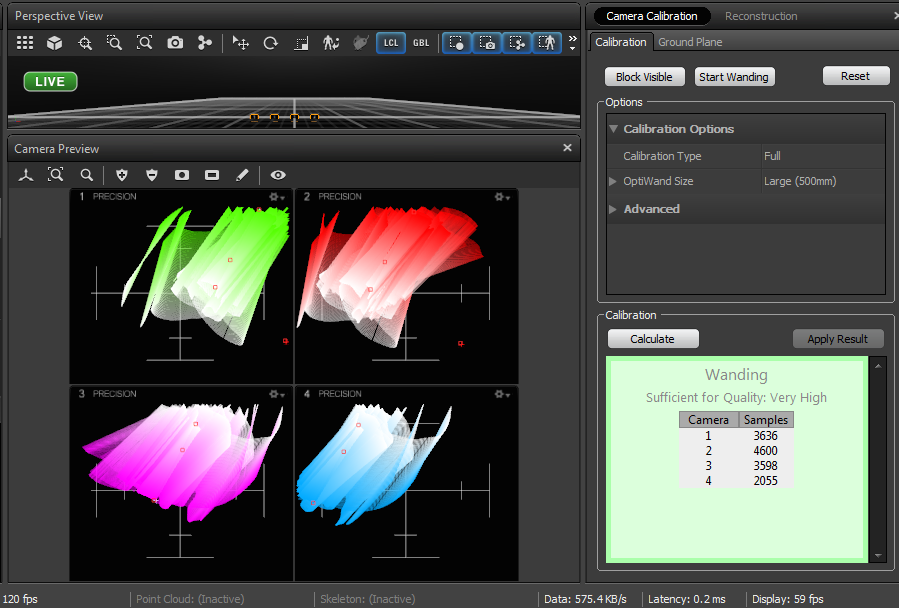 Perspective View
LCL GBL
LIVE
Camera Preview
1 PRECISION
2 PRECISION
3 PRECISION
4 PRECISION
Camera Calibration Reconstruction
Calibration Ground Plane
Block Visible Start Wanding Reset
Options
Calibration Options
Calibration Type Full
OptiWand Size Large (500mm)
Advanced
Calibration
Calculate Apply Result
Wanding
Sufficient for Quality: Very High
Camera Samples
1 3636
2 4600
3 3598
4 2055
120 fps Point Cloud: (Inactive) Skeleton: (Inactive) Data: 575.4 KB/s Latency: 0.2 ms Display: 59 fps